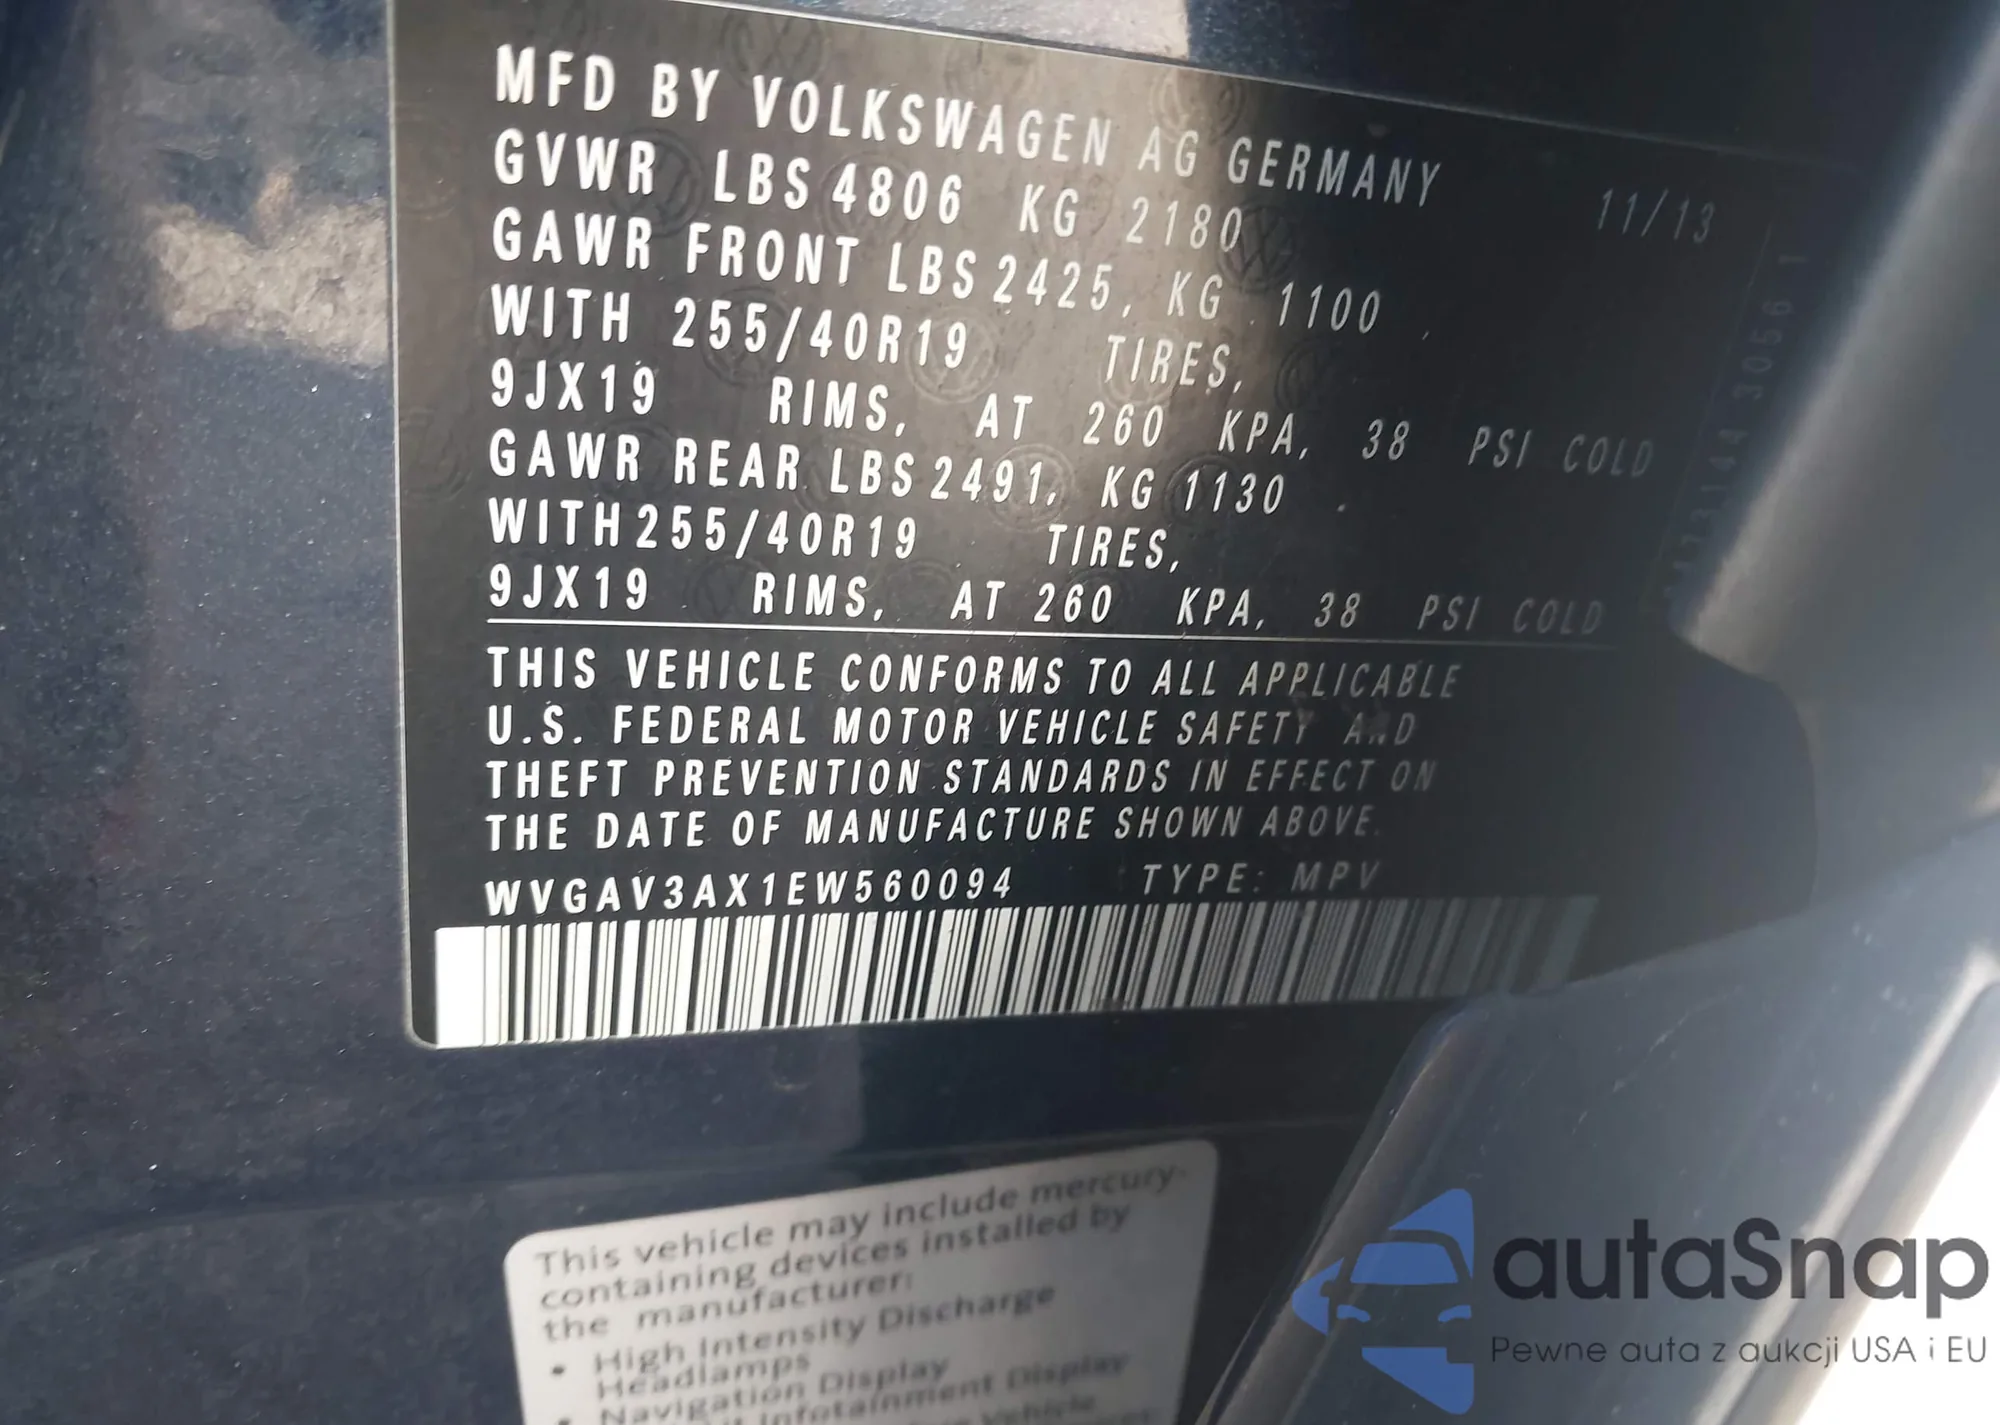 MFD BY VOLKSWAGEN AG GERMANY 11/13
GVWR LBS 4806 KG 2180
GAWR FRONT LBS 2425, KG 1100
WITH 255/40R19 TIRES,
9JX19 RIMS, AT 260 KPA, 38 PSI COLD
GAWR REAR LBS 2491, KG 1130
WITH 255/40R19 TIRES,
9JX19 RIMS, AT 260 KPA, 38 PSI COLD
THIS VEHICLE CONFORMS TO ALL APPLICABLE
U.S. FEDERAL MOTOR VEHICLE SAFETY AND
THEFT PREVENTION STANDARDS IN EFFECT ON
THE DATE OF MANUFACTURE SHOWN ABOVE.
WVGAV3AX1EW560094 TYPE: MPV
This vehicle may include mercury-
containing devices installed by
the manufacturer:
• High Intensity Discharge
Headlamps
• Navigation Display
Infotainment Display
Vehicle
autaSnap
Pewne auta z aukcji USA i EU